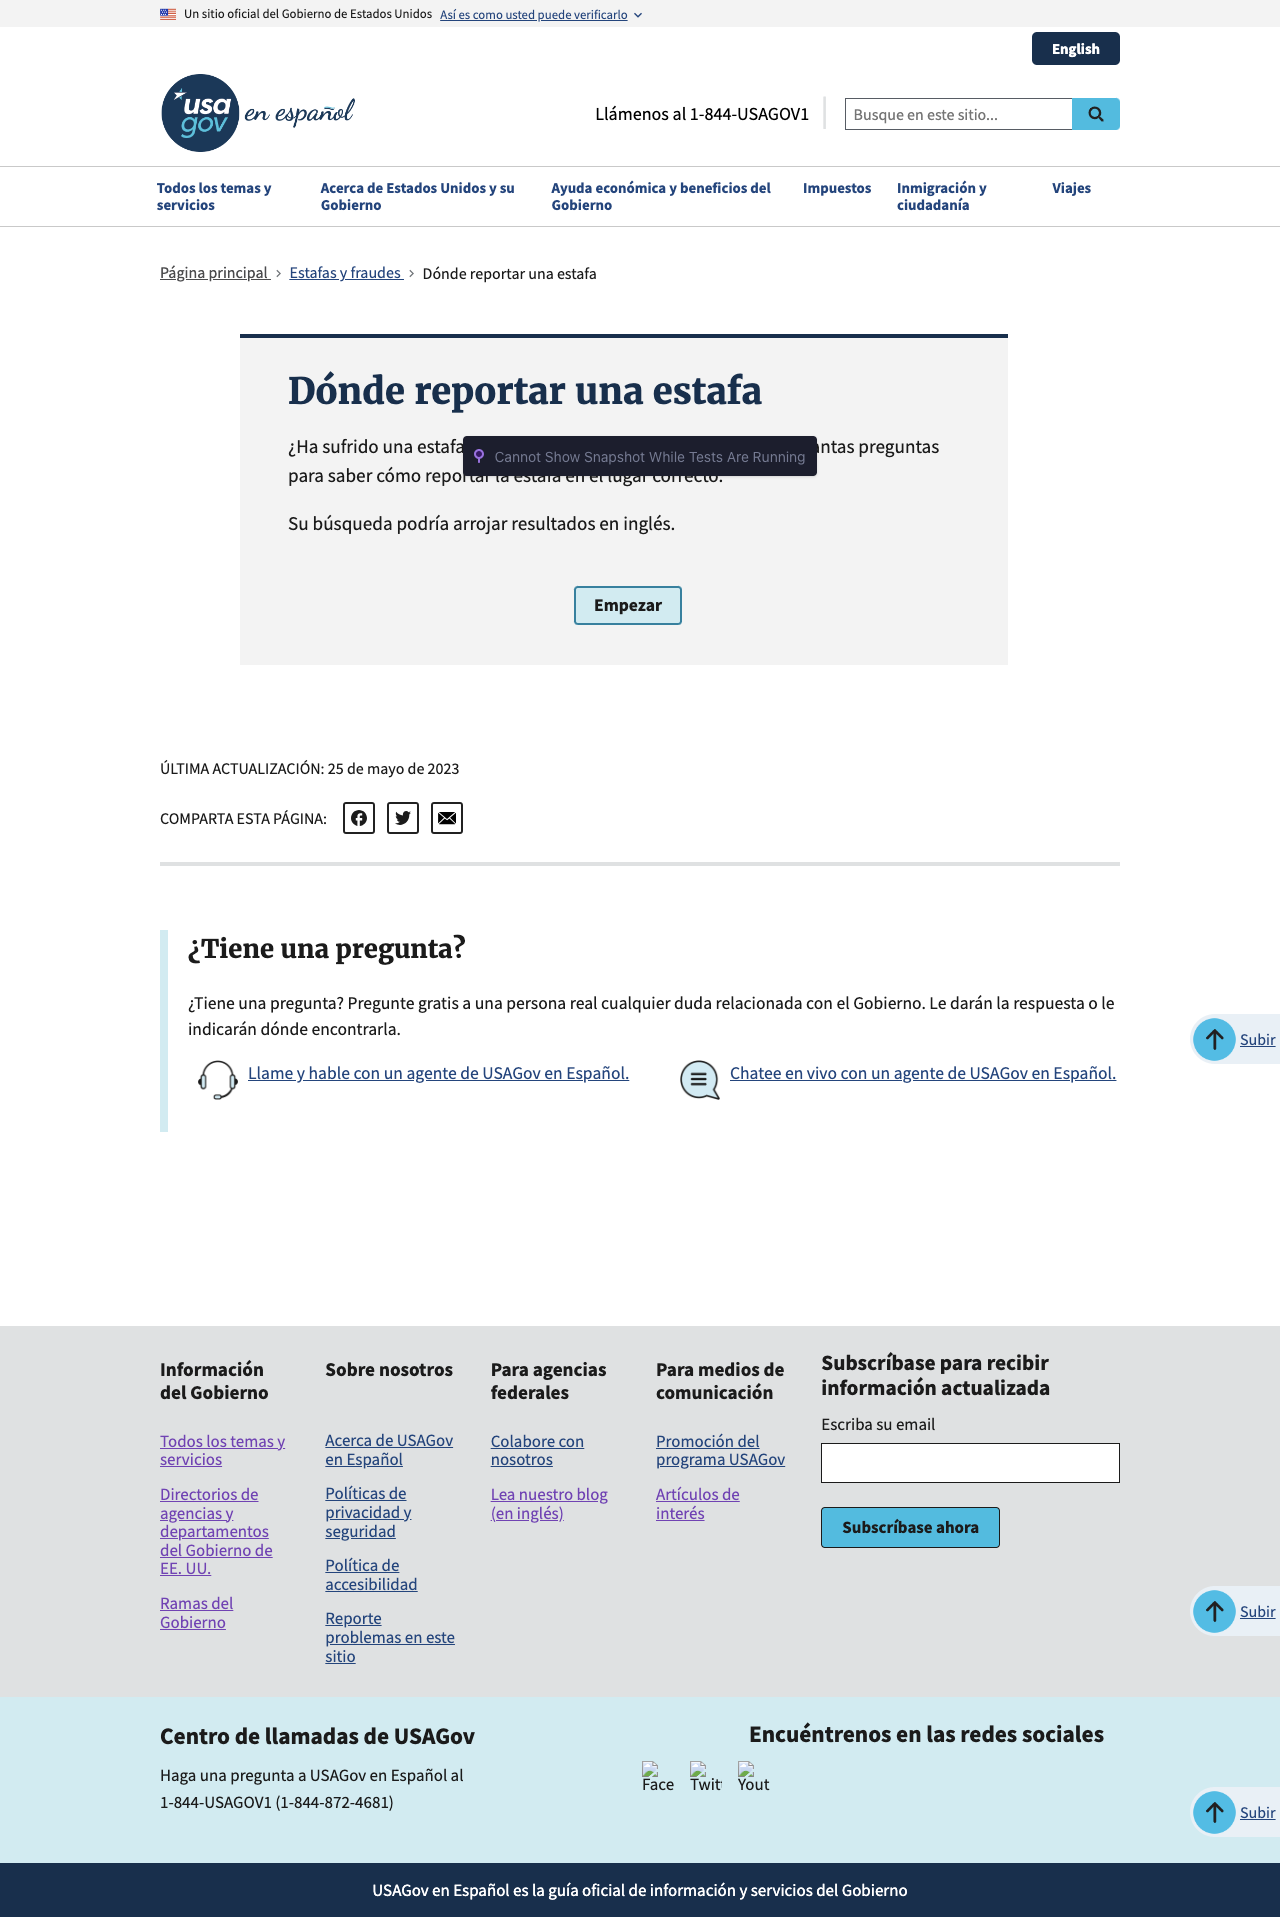 Un sitio oficial del Gobierno de Estados Unidos Así es como usted puede verificarlo
English
usa gov en español
Llámenos al 1-844-USAGOV1
Busque en este sitio...
Todos los temas y servicios
Acerca de Estados Unidos y su Gobierno
Ayuda económica y beneficios del Gobierno
Impuestos
Inmigración y ciudadanía
Viajes
Página principal > Estafas y fraudes > Dónde reportar una estafa
Dónde reportar una estafa
¿Ha sufrido una estafa
antas preguntas
Cannot Show Snapshot While Tests Are Running
para saber cómo reportar la estafa en el lugar correcto.
Su búsqueda podría arrojar resultados en inglés.
Empezar
ÚLTIMA ACTUALIZACIÓN: 25 de mayo de 2023
COMPARTA ESTA PÁGINA:
¿Tiene una pregunta?
¿Tiene una pregunta? Pregunte gratis a una persona real cualquier duda relacionada con el Gobierno. Le darán la respuesta o le
indicarán dónde encontrarla.
Subir
Llame y hable con un agente de USAGov en Español.
Chatee en vivo con un agente de USAGov en Español.
Información
del Gobierno
Todos los temas y
servicios
Directorios de
agencias y
departamentos
del Gobierno de
EE. UU.
Ramas del
Gobierno
Sobre nosotros
Acerca de USAGov
en Español
Políticas de
privacidad y
seguridad
Política de
accesibilidad
Reporte
problemas en este
sitio
Para agencias
federales
Colabore con
nosotros
Lea nuestro blog
(en inglés)
Para medios de
comunicación
Promoción del
programa USAGov
Artículos de
interés
Subscríbase para recibir
información actualizada
Escriba su email
Subscríbase ahora
Subir
Centro de llamadas de USAGov
Haga una pregunta a USAGov en Español al
1-844-USAGOV1 (1-844-872-4681)
Encuéntrenos en las redes sociales
Face
Twit
Yout
Subir
USAGov en Español es la guía oficial de información y servicios del Gobierno